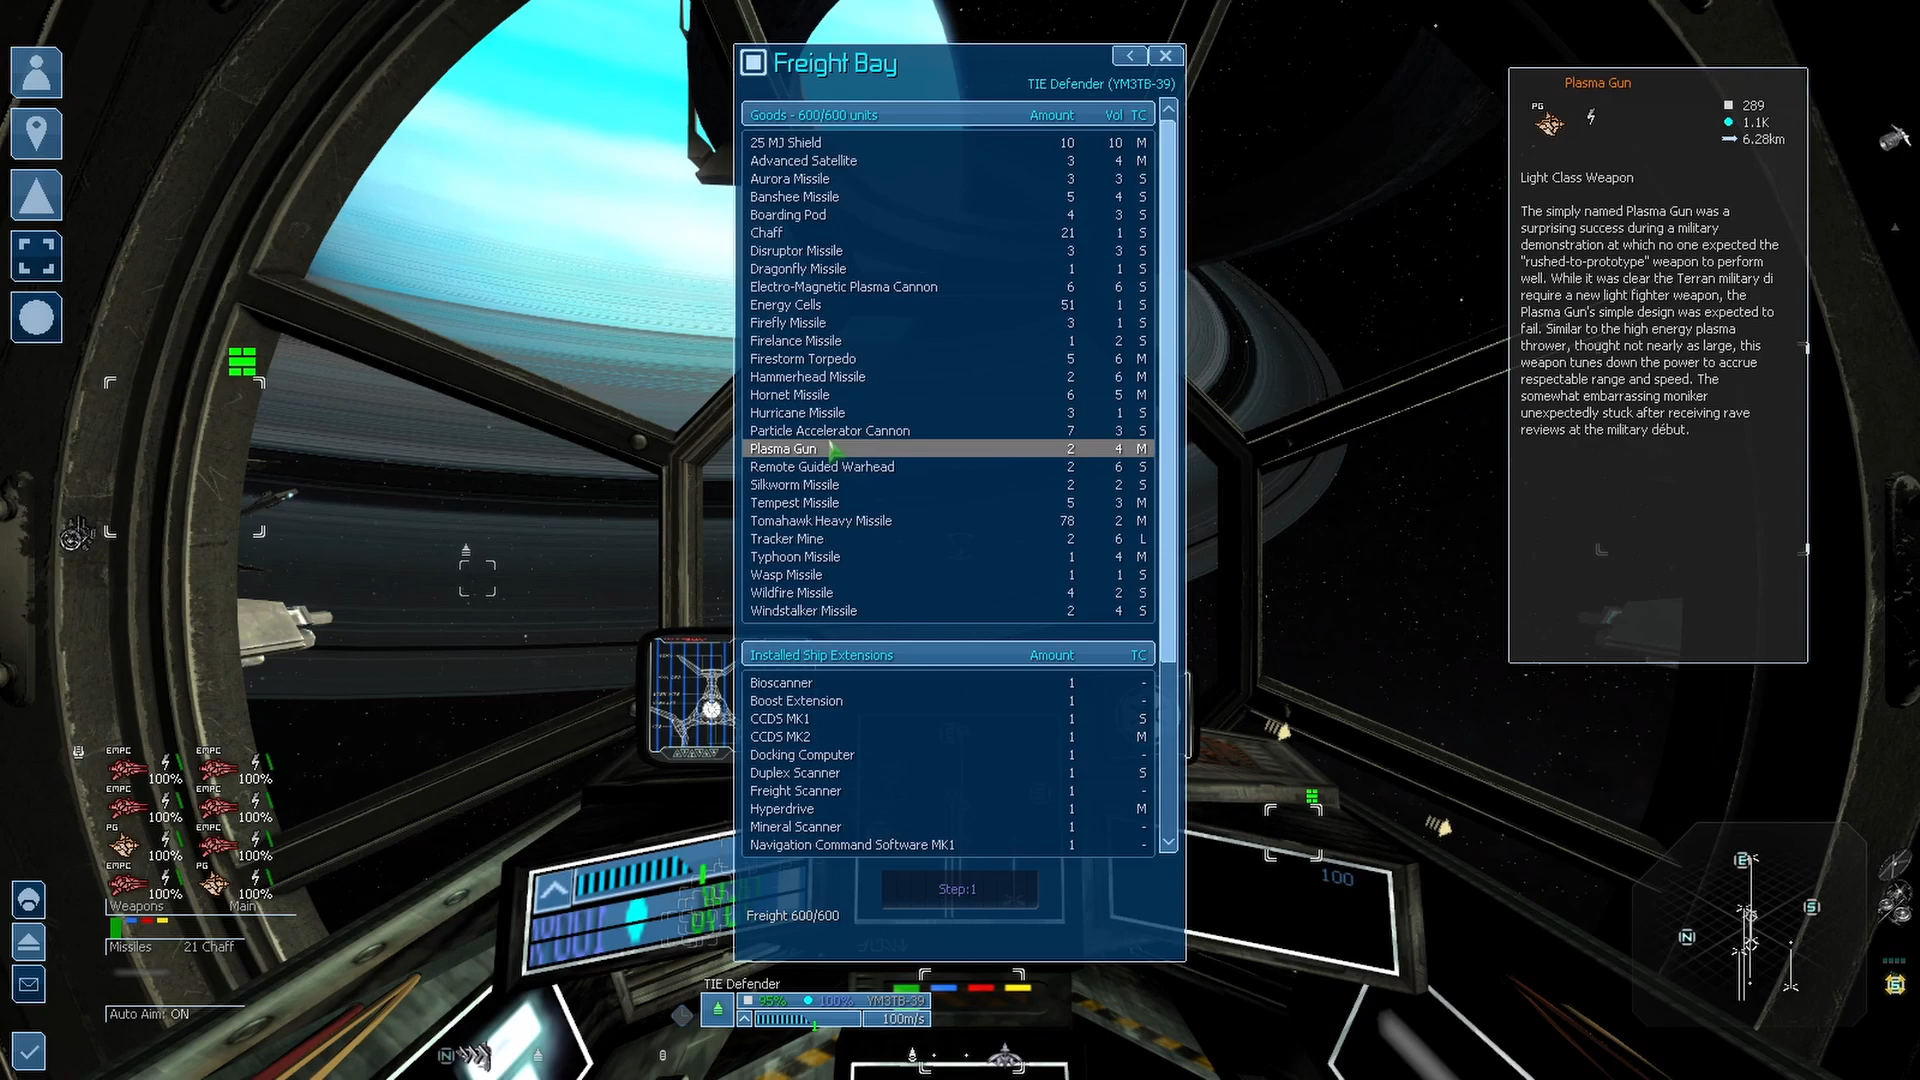 Freight Bay
TIE Defender (YM3TB-39)
Goods - 600/600 units Amount Vol TC
25 MJ Shield 10 10 M
Advanced Satellite 3 4 M
Aurora Missile 3 3 S
Banshee Missile 5 4 S
Boarding Pod 4 3 S
Chaff 21 1 S
Disruptor Missile 3 3 S
Dragonfly Missile 1 1 S
Electro-Magnetic Plasma Cannon 6 6 S
Energy Cells 51 1 S
Firefly Missile 3 1 S
Firelance Missile 1 2 S
Firestorm Torpedo 5 6 M
Hammerhead Missile 2 6 M
Hornet Missile 6 5 M
Hurricane Missile 3 1 S
Particle Accelerator Cannon 7 3 S
Plasma Gun 2 4 M
Remote Guided Warhead 2 6 S
Silkworm Missile 2 2 S
Tempest Missile 5 3 M
Tomahawk Heavy Missile 78 2 M
Tracker Mine 2 6 L
Typhoon Missile 1 4 M
Wasp Missile 1 1 S
Wildfire Missile 4 2 S
Windstalker Missile 2 4 S
Installed Ship Extensions Amount TC
Bioscanner 1 -
Boost Extension 1 -
CCDS MK1 1 S
CCDS MK2 1 M
Docking Computer 1 -
Duplex Scanner 1 S
Freight Scanner 1 -
Hyperdrive 1 M
Mineral Scanner 1 -
Navigation Command Software MK1 1 -
Step:1
Freight 600/600
Plasma Gun
PG
289
1.1K
6.28km
Light Class Weapon
The simply named Plasma Gun was a
surprising success during a military
demonstration at which no one expected the
"rushed-to-prototype" weapon to perform
well. While it was clear the Terran military di
require a new light fighter weapon, the
Plasma Gun's simple design was expected to
fail. Similar to the high energy plasma
thrower, thought not nearly as large, this
weapon tunes down the power to accrue
respectable range and speed. The
somewhat embarrassing moniker
unexpectedly stuck after receiving rave
reviews at the military début.
EMPC EMPC
100% 100%
EMPC EMPC
100% 100%
PG EMPC
100% 100%
EMPC PG
100% 100%
Weapons Main
Missiles 21 Chaff
Auto Aim: ON
TIE Defender
95% 100% YM3TB-39
100m/s
100
E
S
N
N
S